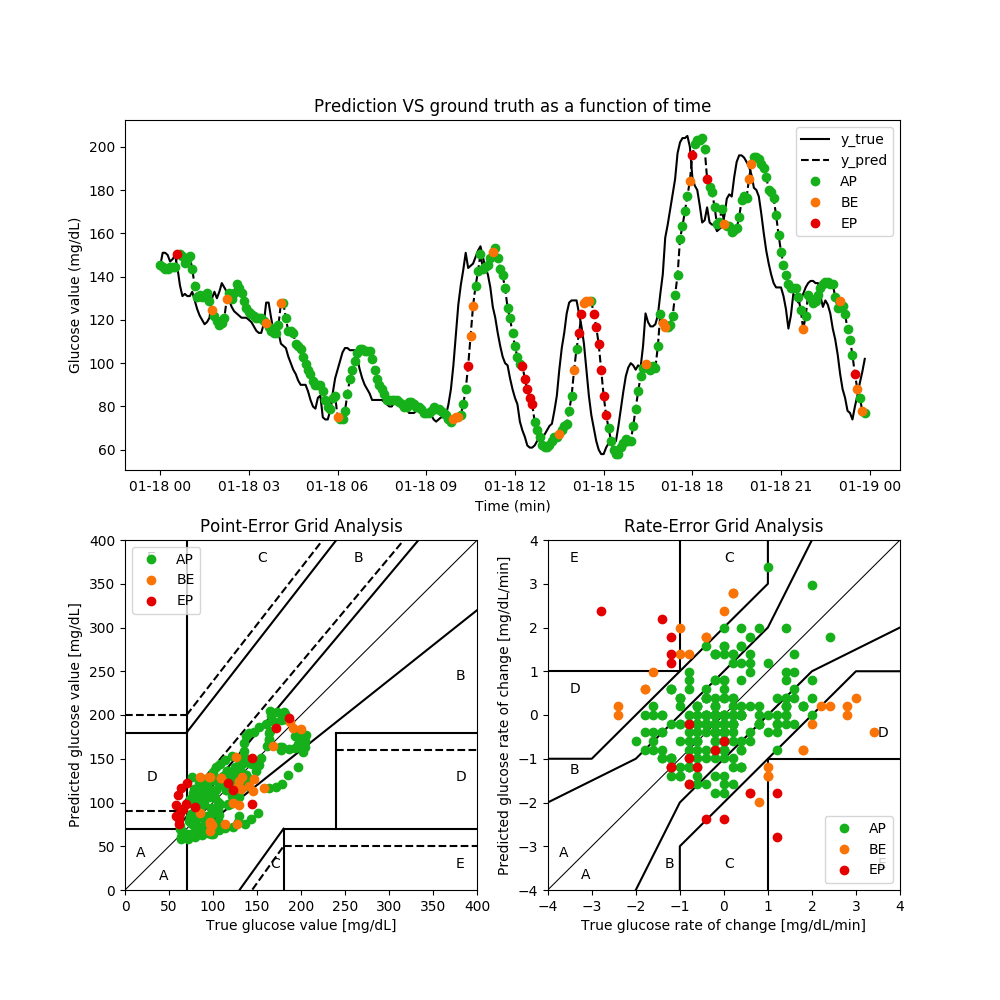 Prediction VS ground truth as a function of time
Glucose value (mg/dL)
200
180
160
140
120
100
80
60
y_true
y_pred
AP
BE
EP
01-18 00 01-18 03 01-18 06 01-18 09 01-18 12 01-18 15 01-18 18 01-18 21 01-19 00
Time (min)
Point-Error Grid Analysis
Predicted glucose value [mg/dL]
400
350
300
250
200
150
100
50
0
AP
BE
EP
C
B
B
D
D
A
A
C
E
0 50 100 150 200 250 300 350 400
True glucose value [mg/dL]
Rate-Error Grid Analysis
Predicted glucose rate of change [mg/dL/min]
4
3
2
1
0
−1
−2
−3
−4
E
C
D
D
B
A
A
B
C
AP
BE
EP
−4 −3 −2 −1 0 1 2 3 4
True glucose rate of change [mg/dL/min]